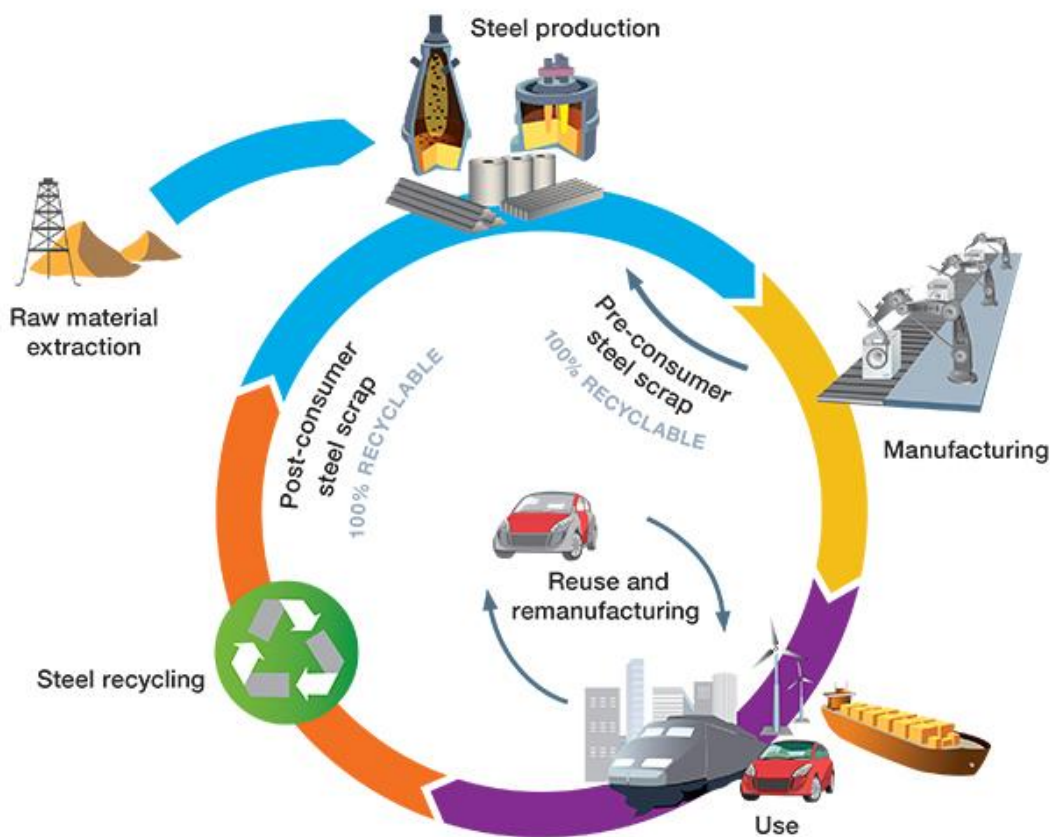 Steel production
Raw material
extraction
Pre-consumer
steel scrap
100% RECYCLABLE
Post-consumer
steel scrap
100% RECYCLABLE
Manufacturing
Reuse and
remanufacturing
Steel recycling
Use